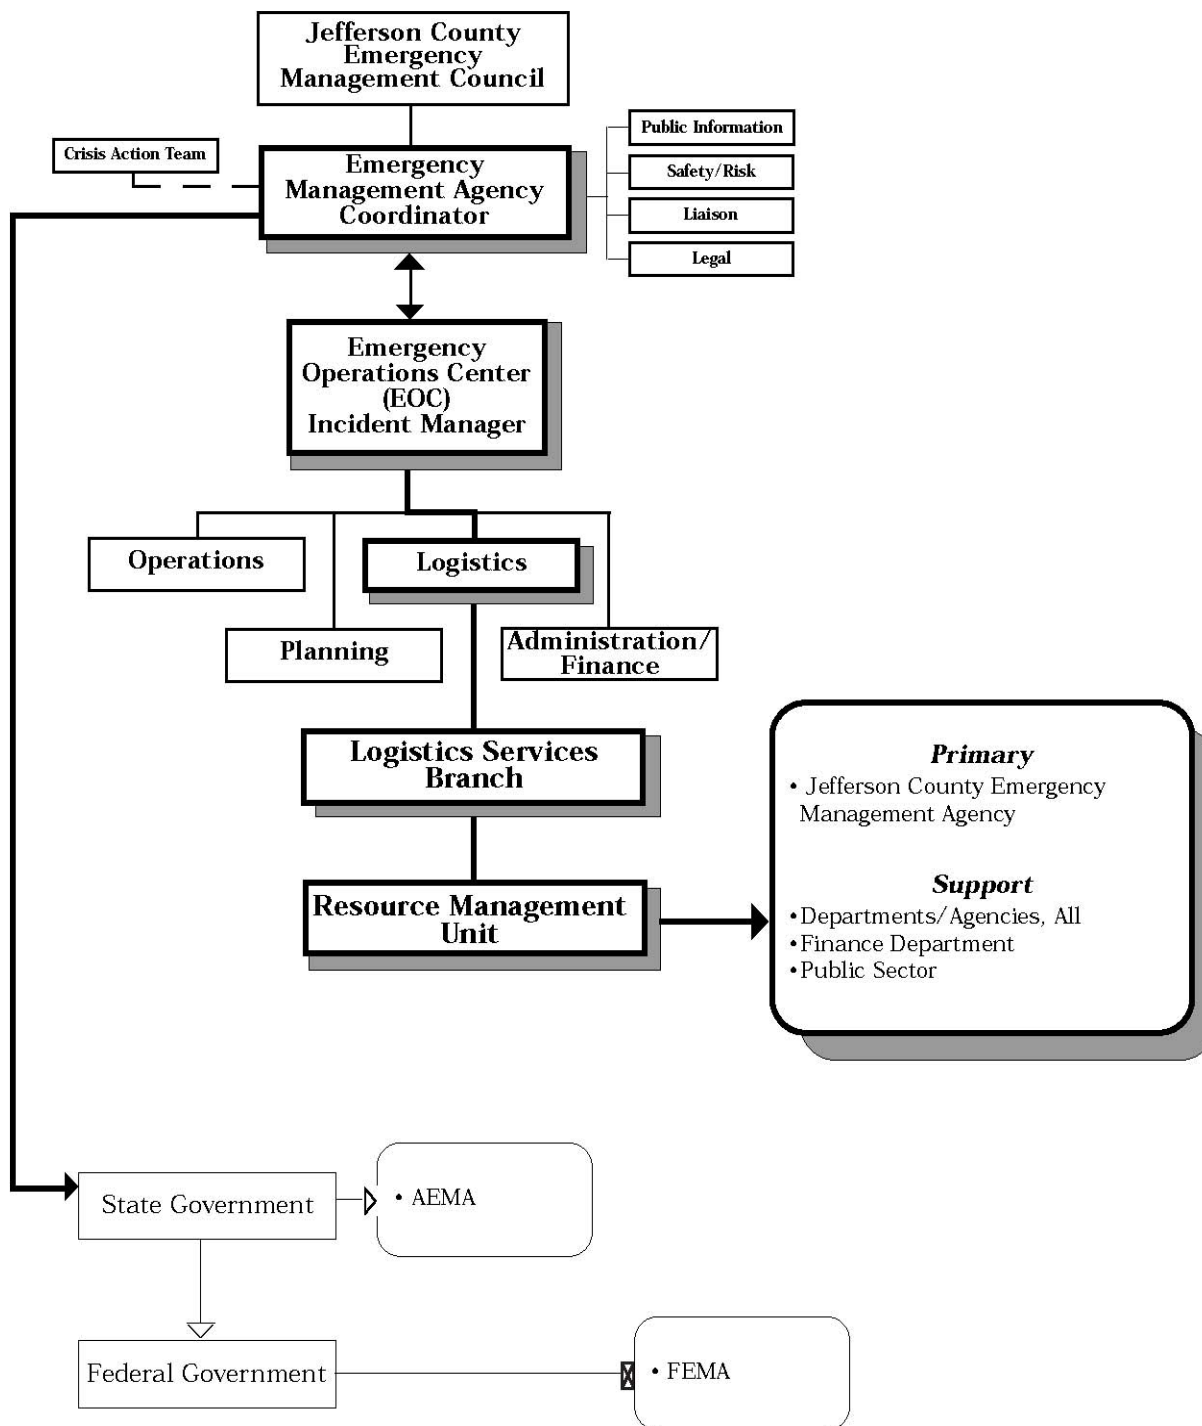 Jefferson County
Emergency
Management Council
Public Information
Crisis Action Team
Emergency
Management Agency
Coordinator
Safety/Risk
Liaison
Legal
Emergency
Operations Center
(EOC)
Incident Manager
Operations
Logistics
Planning
Administration/
Finance
Logistics Services
Branch
Primary
• Jefferson County Emergency
Management Agency
Support
•Departments/Agencies, All
•Finance Department
•Public Sector
Resource Management
Unit
State Government
• AEMA
Federal Government
• FEMA